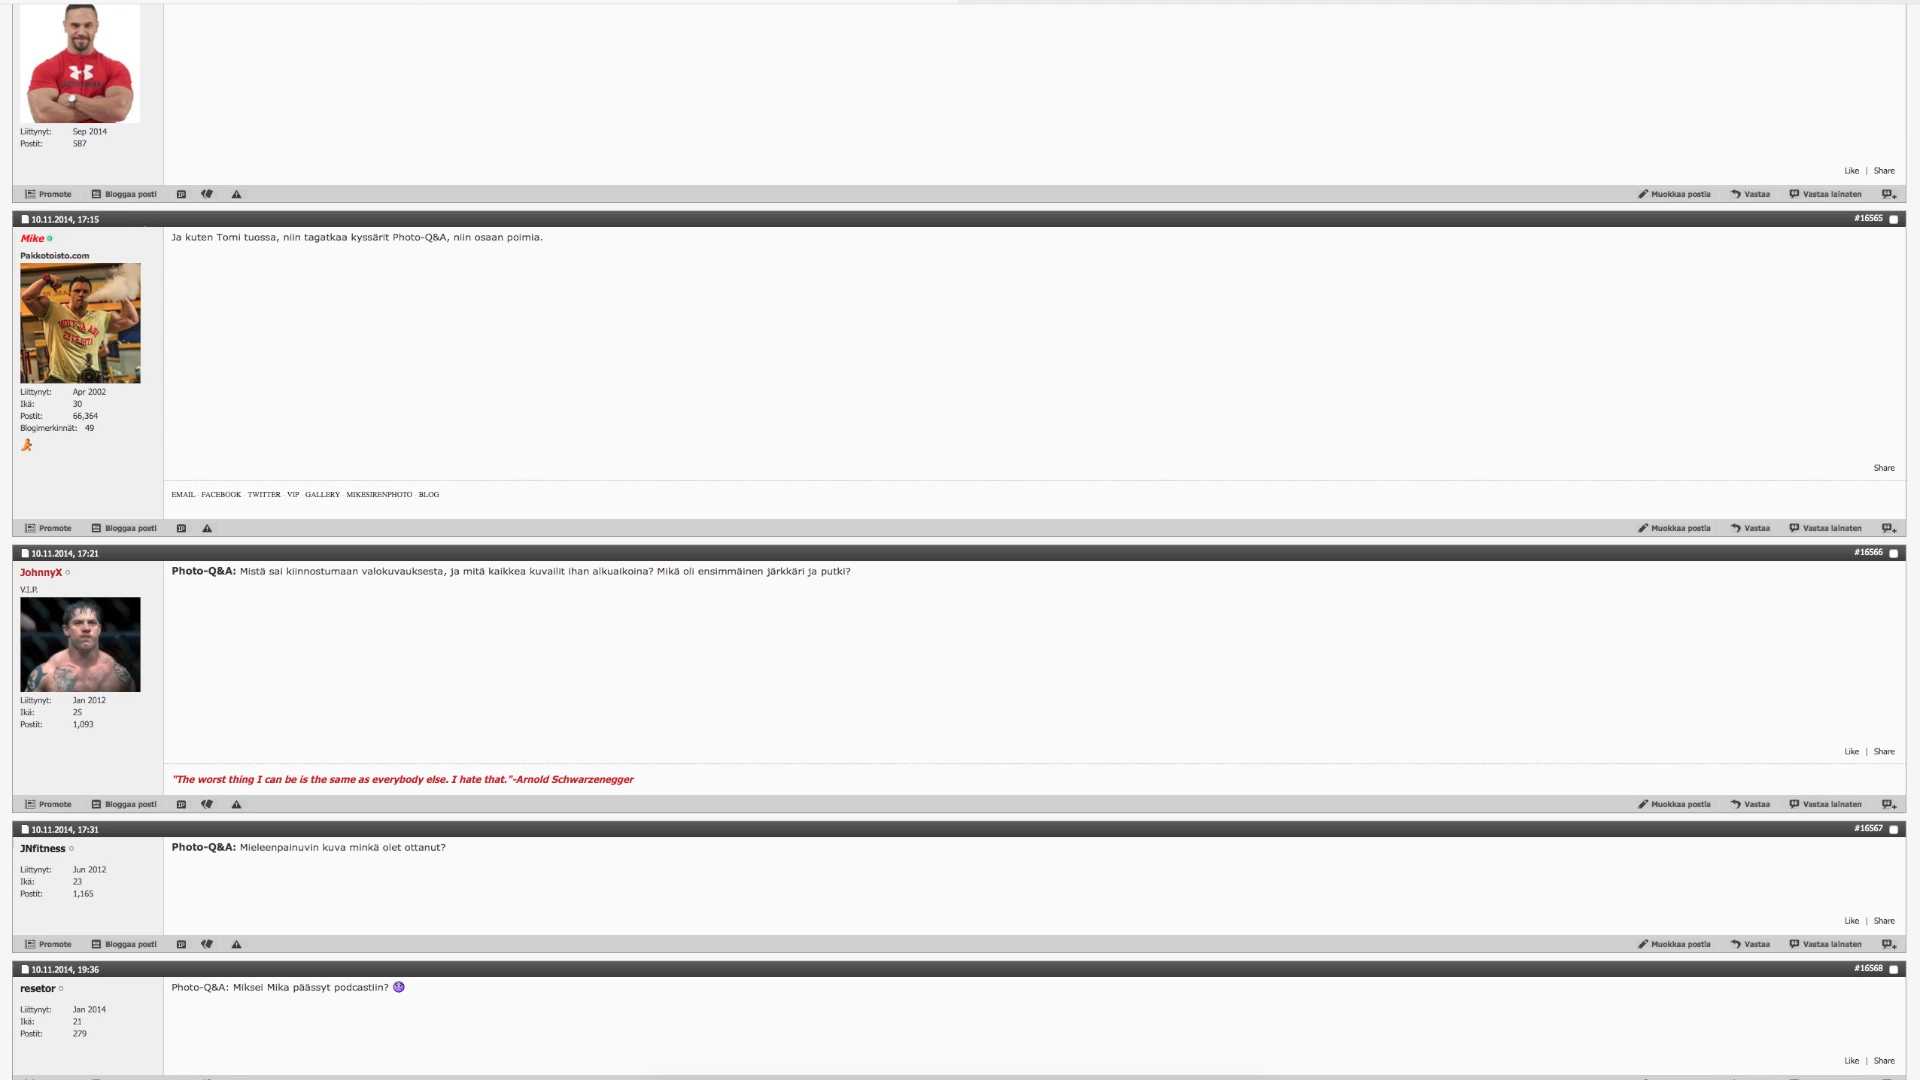 Liittynyt: Sep 2014
Postit: 587
Like | Share
Promote Bloggaa posti Muokkaa postia Vastaa Vastaa lainaten
10.11.2014, 17:15 #16565
Mike
Ja kuten Tomi tuossa, niin tagatkaa kyssärit Photo-Q&A, niin osaan poimia.
Pakkotoisto.com
Liittynyt: Apr 2002
Ikä: 30
Postit: 66,364
Blogimerkinnät: 49
Share
EMAIL FACEBOOK TWITTER VIP GALLERY MIKESIRENPHOTO BLOG
Promote Bloggaa posti Muokkaa postia Vastaa Vastaa lainaten
10.11.2014, 17:21 #16566
JohnnyX
Photo-Q&A: Mistä sai kiinnostumaan valokuvauksesta, ja mitä kaikkea kuvailit ihan alkuaikoina? Mikä oli ensimmäinen järkkäri ja putki?
V.I.P.
Liittynyt: Jan 2012
Ikä: 25
Postit: 1,093
Like | Share
"The worst thing I can be is the same as everybody else. I hate that."-Arnold Schwarzenegger
Promote Bloggaa posti Muokkaa postia Vastaa Vastaa lainaten
10.11.2014, 17:31 #16567
JNfitness
Photo-Q&A: Mieleenpainuvin kuva minkä olet ottanut?
Liittynyt: Jun 2012
Ikä: 23
Postit: 1,165
Like | Share
Promote Bloggaa posti Muokkaa postia Vastaa Vastaa lainaten
10.11.2014, 19:36 #16568
resetor
Photo-Q&A: Miksei Mika päässyt podcastiin?
Liittynyt: Jan 2014
Ikä: 21
Postit: 279
Like | Share